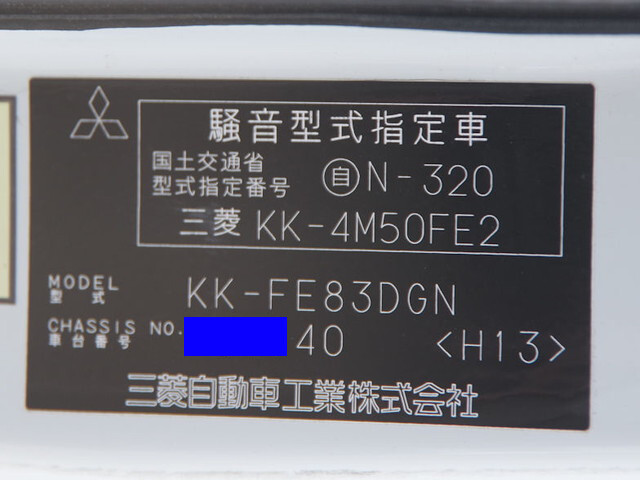 騒音型式指定車
国土交通省
型式指定番号 自 N-320
三菱 KK-4M50FE2
MODEL
型式 KK-FE83DGN
CHASSIS NO.
車台番号 40 <H13>
三菱自動車工業株式会社